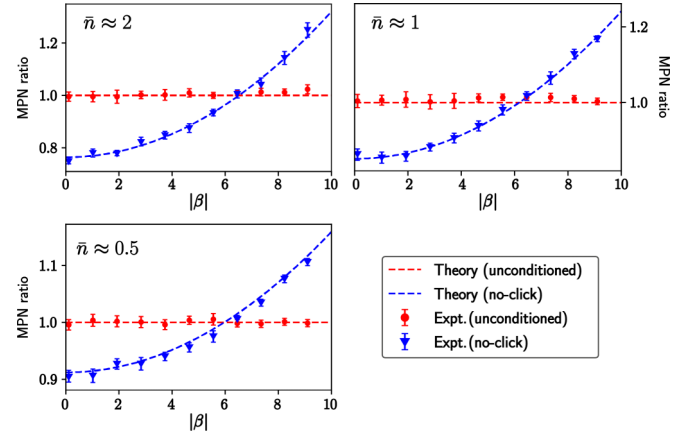 n̄ ≈ 2
MPN ratio
1.2
1.0
0.8
0 2 4 6 8 10
|β|
n̄ ≈ 1
MPN ratio
1.2
1.0
0 2 4 6 8 10
|β|
n̄ ≈ 0.5
MPN ratio
1.1
1.0
0.9
0 2 4 6 8 10
|β|
Theory (unconditioned)
Theory (no-click)
Expt. (unconditioned)
Expt. (no-click)